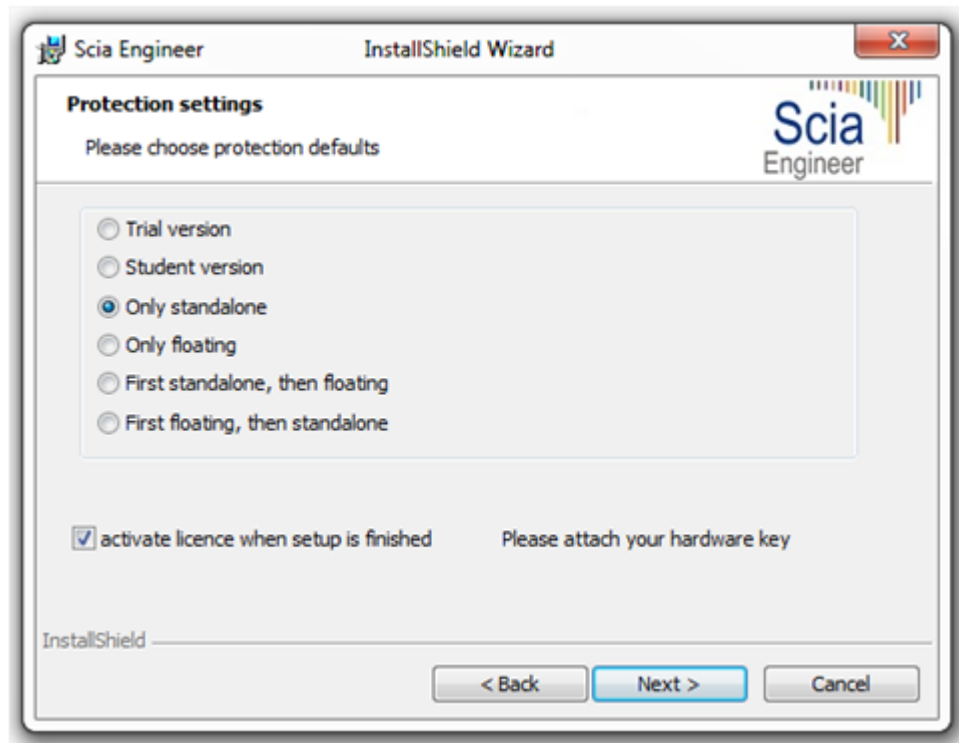 Scia Engineer InstallShield Wizard
Protection settings
Please choose protection defaults
Scia
Engineer
Trial version
Student version
Only standalone
Only floating
First standalone, then floating
First floating, then standalone
activate licence when setup is finished Please attach your hardware key
InstallShield
< Back Next > Cancel